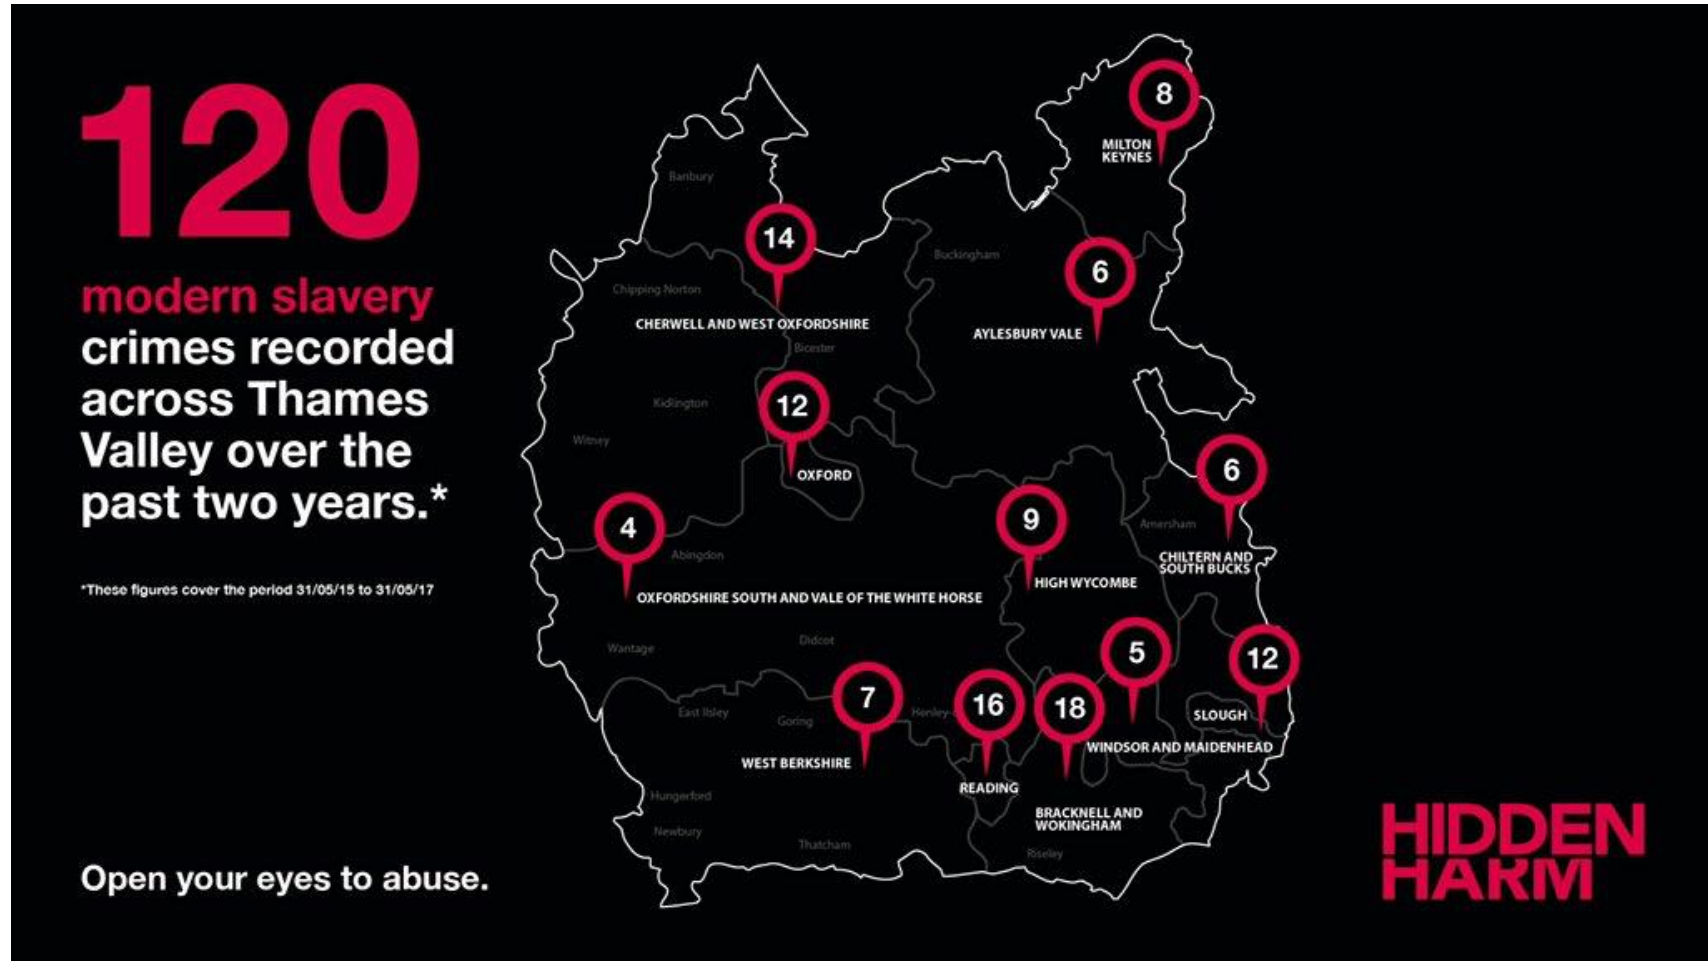 120
modern slavery
crimes recorded
across Thames
Valley over the
past two years.*
*These figures cover the period 31/05/15 to 31/05/17
Open your eyes to abuse.
8
MILTON
KEYNES
Banbury
14
Buckingham
6
Chipping Norton
CHERWELL AND WEST OXFORDSHIRE
AYLESBURY VALE
Bicester
Kidlington
12
Witney
OXFORD
6
4
9
Amersham
Abingdon
CHILTERN AND
SOUTH BUCKS
HIGH WYCOMBE
OXFORDSHIRE SOUTH AND VALE OF THE WHITE HORSE
Didcot
Wantage
5
12
7
16
18
East Ilsley
Goring
Henley
SLOUGH
WINDSOR AND MAIDENHEAD
WEST BERKSHIRE
READING
Hungerford
BRACKNELL AND
WOKINGHAM
Newbury
Thatcham
Riseley
HIDDEN
HARM